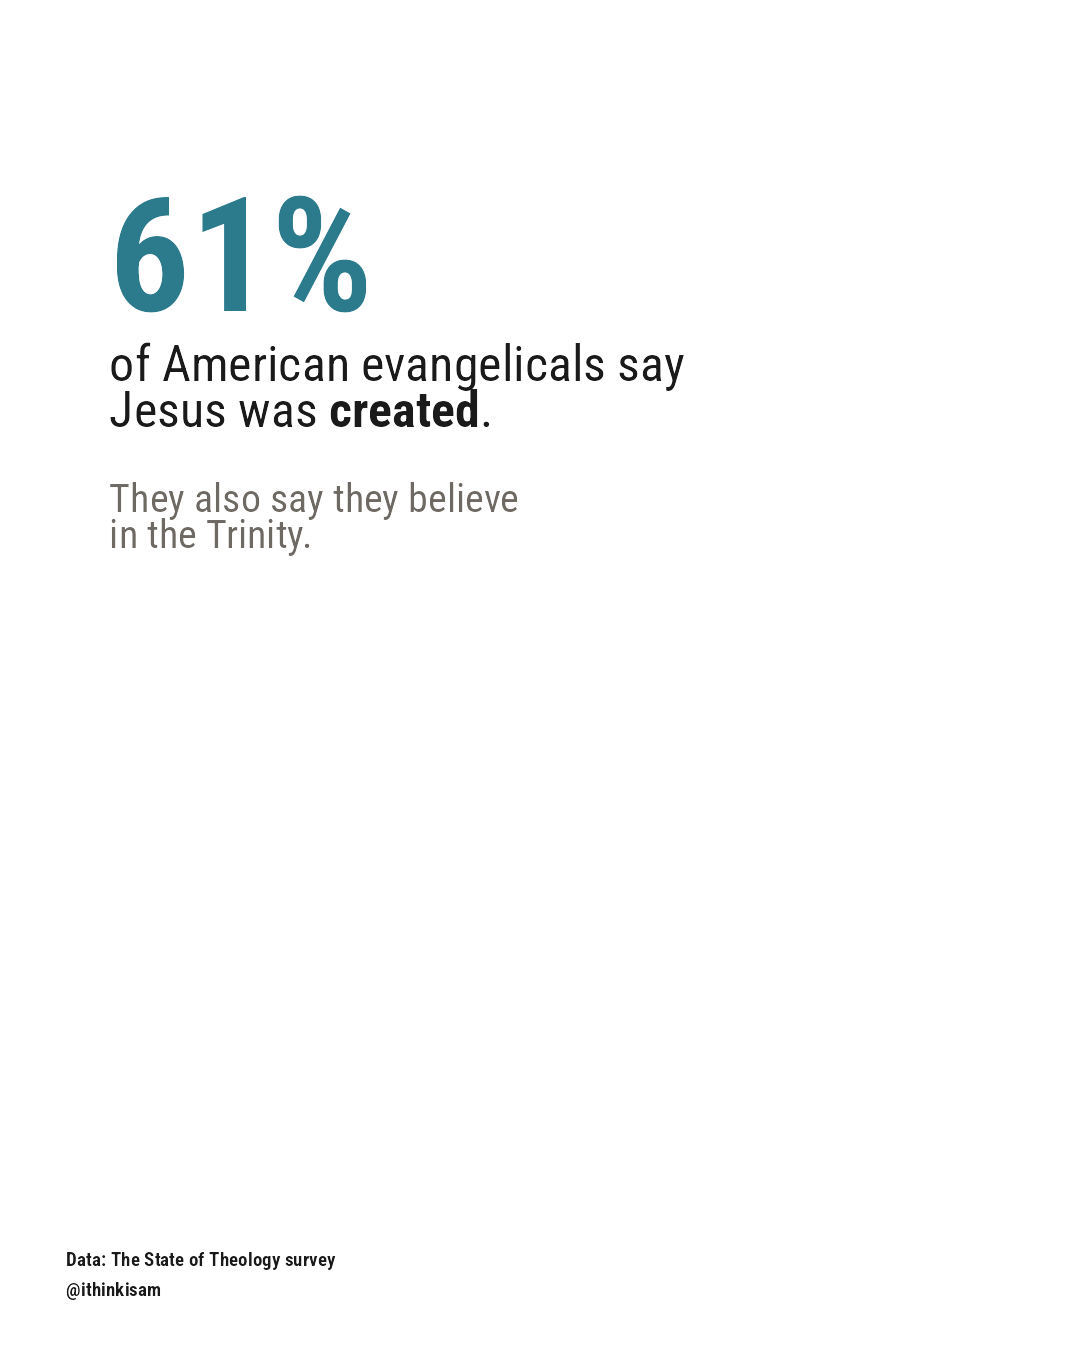 61%
of American evangelicals say
Jesus was created.
They also say they believe
in the Trinity.
Data: The State of Theology survey
@ithinkisam